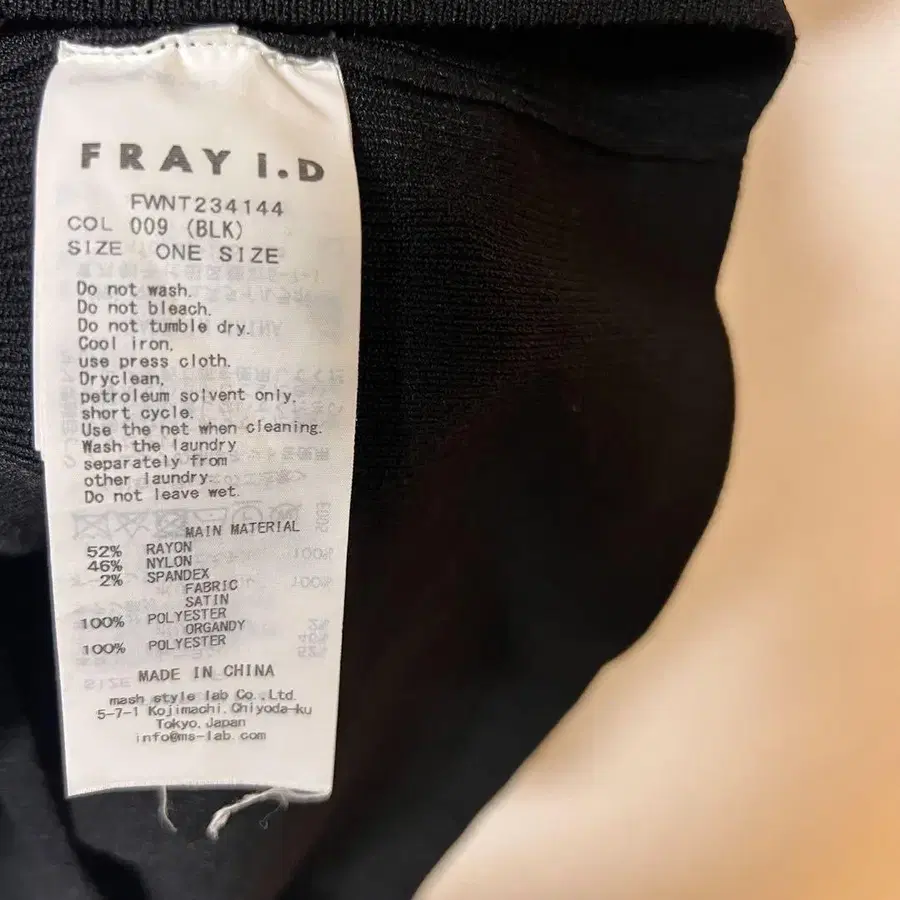 FRAY i.D
FWNT234144
COL 009 (BLK)
SIZE ONE SIZE
Do not wash.
Do not bleach.
Do not tumble dry.
Cool iron,
use press cloth.
Dryclean,
petroleum solvent only,
short cycle.
Use the net when cleaning.
Wash the laundry
separately from
other laundry.
Do not leave wet.
MAIN MATERIAL
52% RAYON
46% NYLON
2% SPANDEX
FABRIC
SATIN
100% POLYESTER
ORGANDY
100% POLYESTER
MADE IN CHINA
mash style lab Co.,Ltd.
5-7-1 Kojimachi, Chiyoda-ku
Tokyo, Japan
info@ms-lab.com